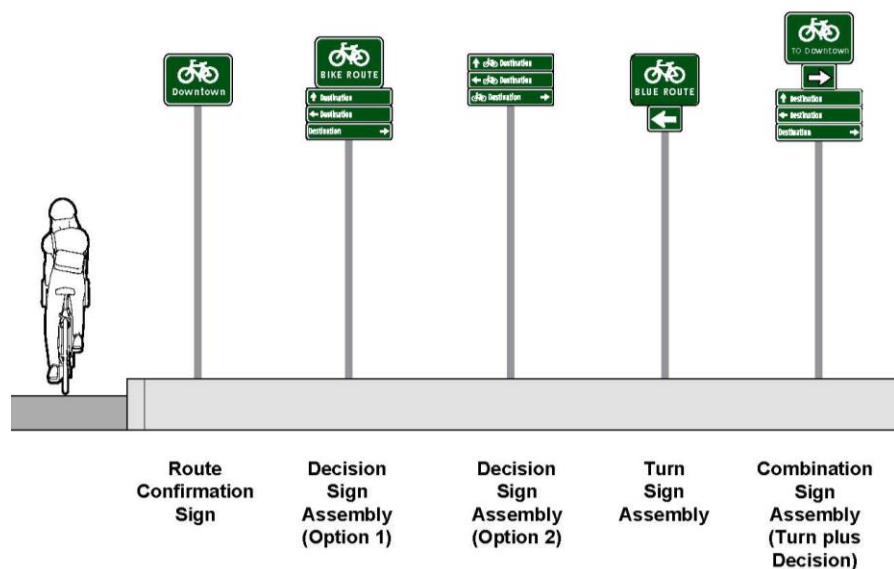 Downtown
BIKE ROUTE
Destination
Destination
Destination
Destination
Destination
Destination
BLUE ROUTE
TO Downtown
Destination
Destination
Destination
Route
Confirmation
Sign
Decision
Sign
Assembly
(Option 1)
Decision
Sign
Assembly
(Option 2)
Turn
Sign
Assembly
Combination
Sign
Assembly
(Turn plus
Decision)